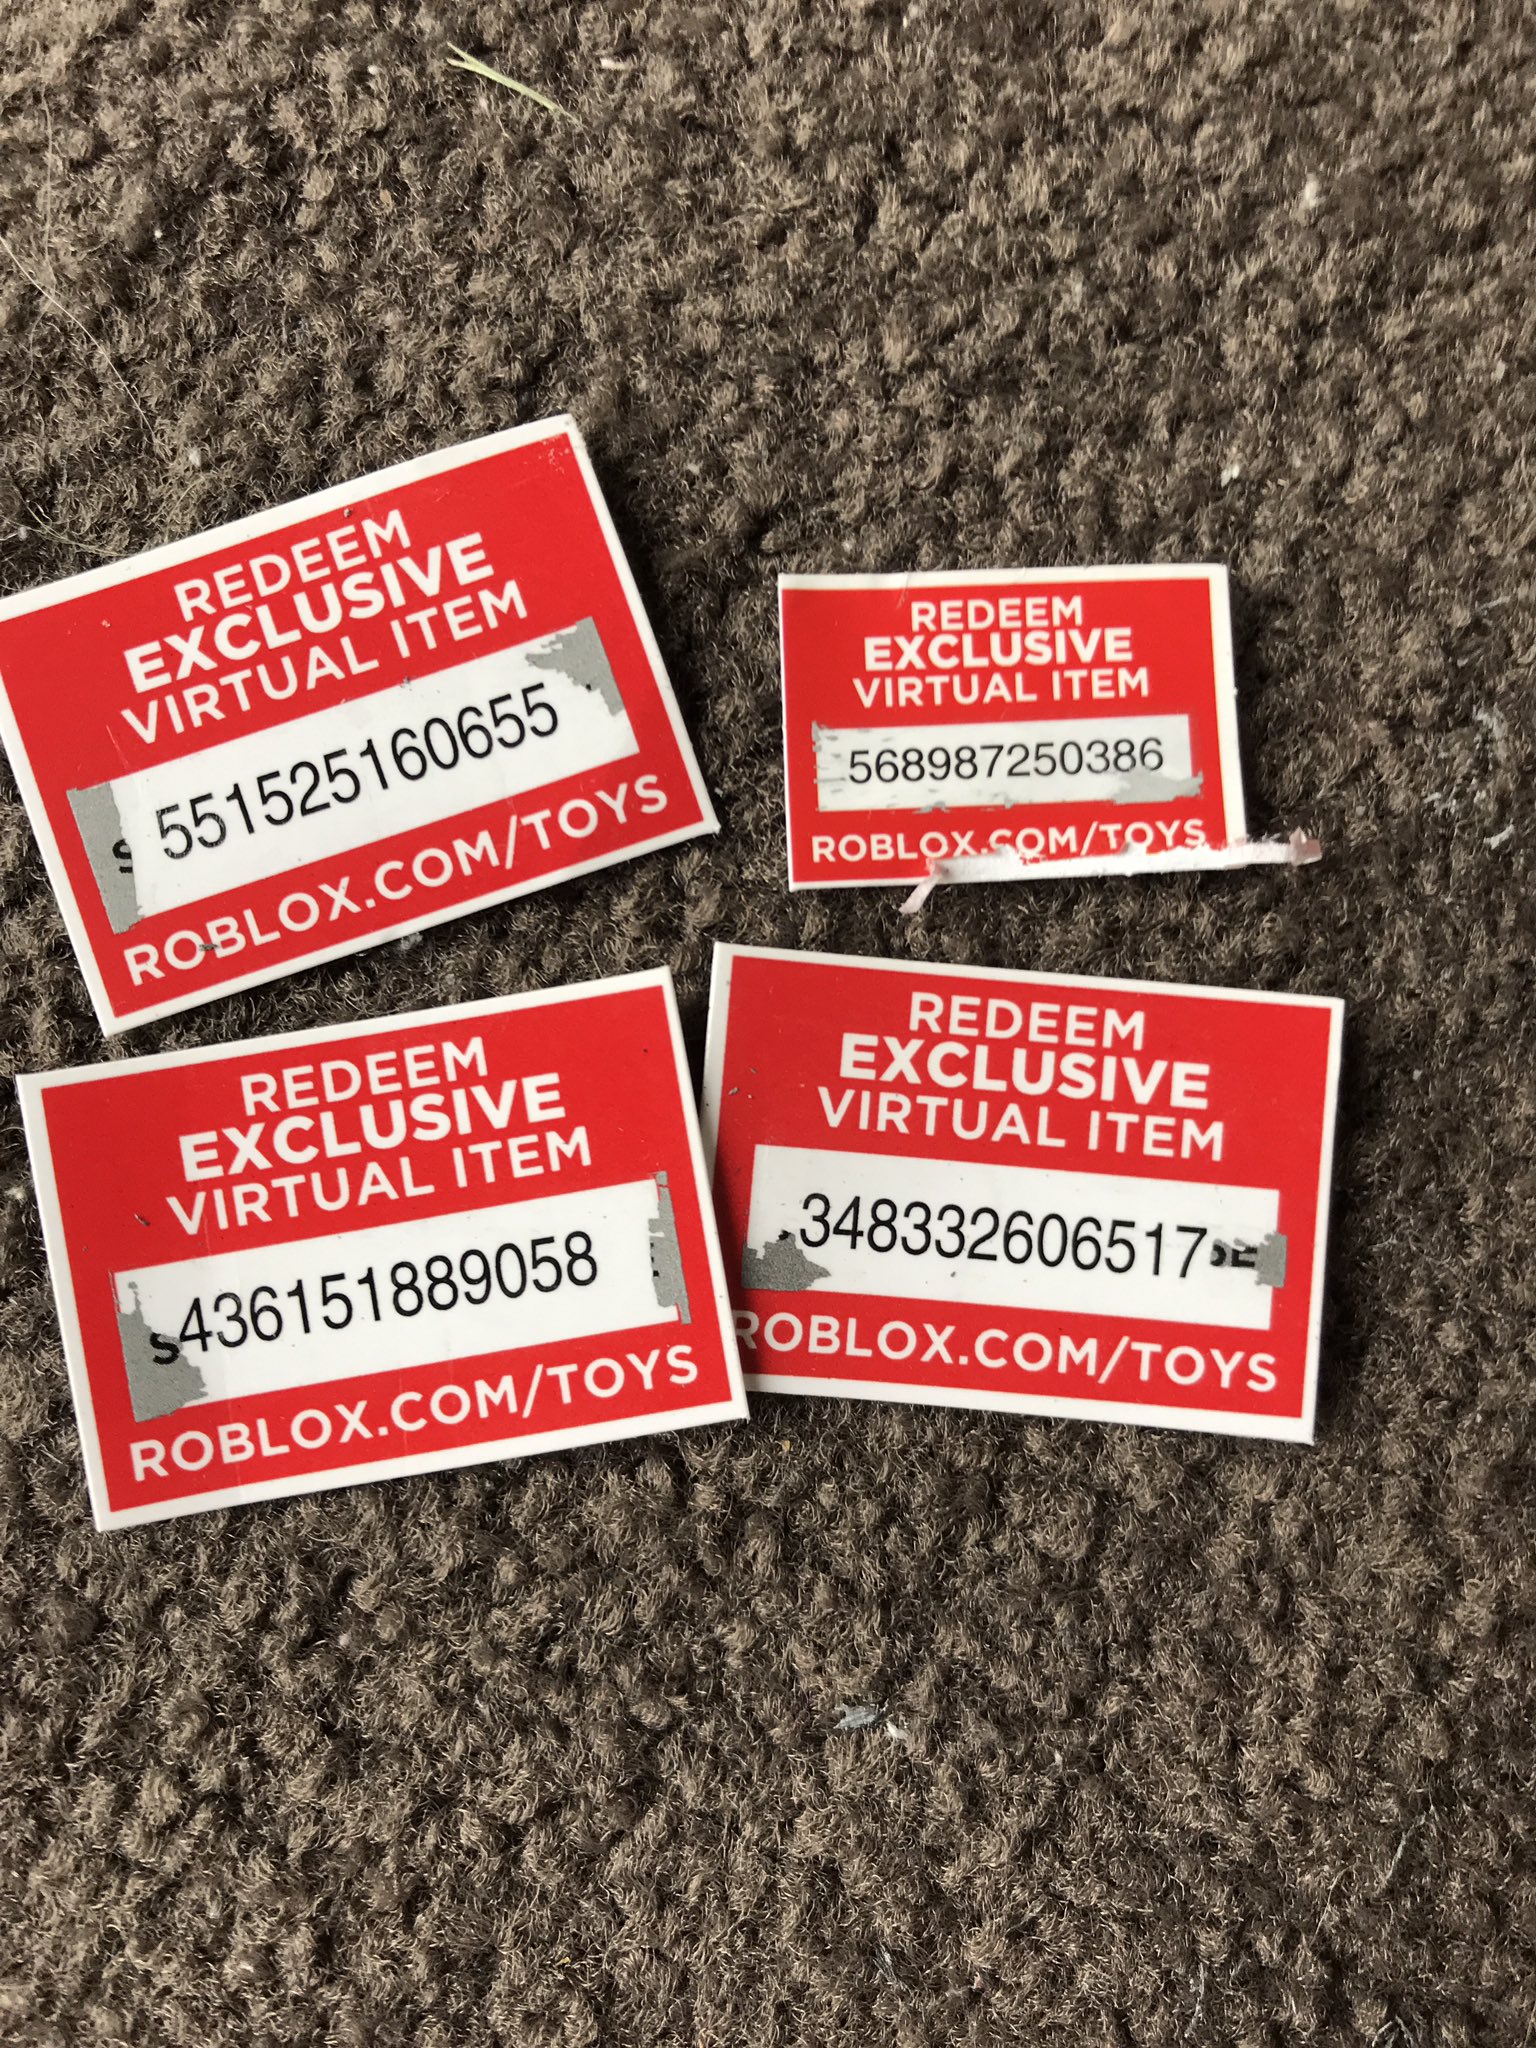 REDEEM
EXCLUSIVE
VIRTUAL ITEM
551525160655
ROBLOX.COM/TOYS
REDEEM
EXCLUSIVE
VIRTUAL ITEM
568987250386
ROBLOX.COM/TOYS
REDEEM
EXCLUSIVE
VIRTUAL ITEM
436151889058
ROBLOX.COM/TOYS
REDEEM
EXCLUSIVE
VIRTUAL ITEM
348332606517
ROBLOX.COM/TOYS